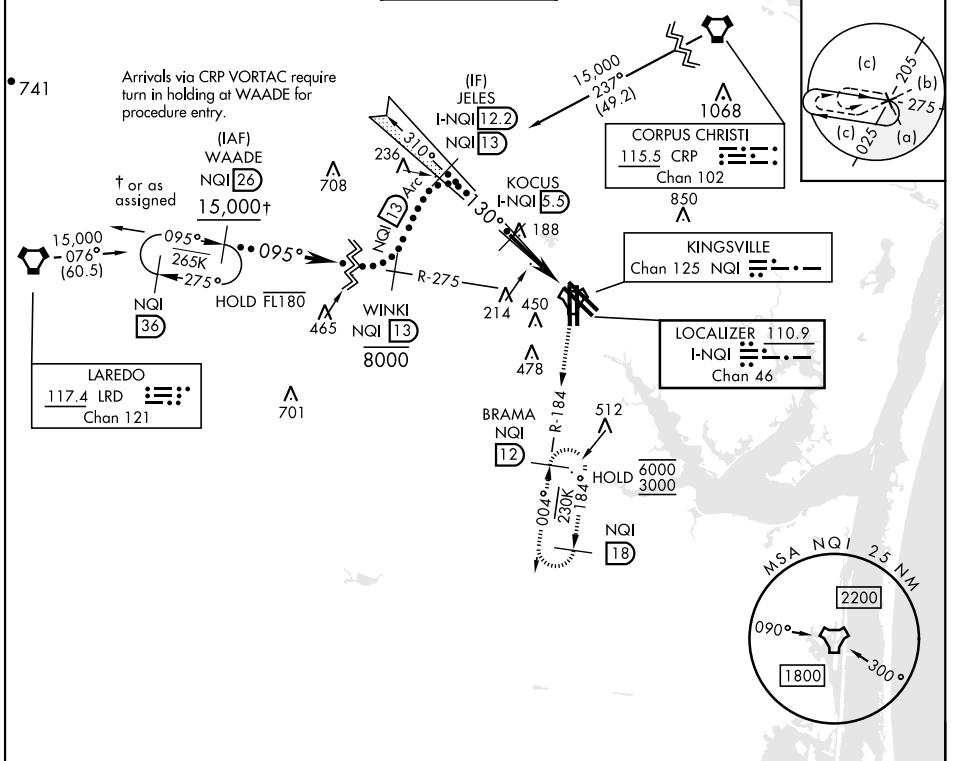 741
Arrivals via CRP VORTAC require
turn in holding at WAADE for
procedure entry.
(IAF)
WAADE
NQI 26
15,000†
† or as
assigned
15,000
076°
(60.5)
095°
265K
275°
095°
HOLD FL180
NQI
36
LAREDO
117.4 LRD
Chan 121
708
465
701
WINKI
NQI 13
8000
NQI 13 Arc
R-275
236
310°
(IF)
JELES
I-NQI 12.2
NQI 13
130°
KOCUS
I-NQI 5.5
188
214
450
478
15,000
237°
(49.2)
1068
CORPUS CHRISTI
115.5 CRP
Chan 102
850
KINGSVILLE
Chan 125 NQI
LOCALIZER 110.9
I-NQI
Chan 46
R-184
BRAMA
NQI
12
512
HOLD 6000
3000
004°
230K
184°
NQI
18
(c)
205
(b)
275
(c)
025
(a)
MSA NQI 25 NM
2200
090°
1800
300°